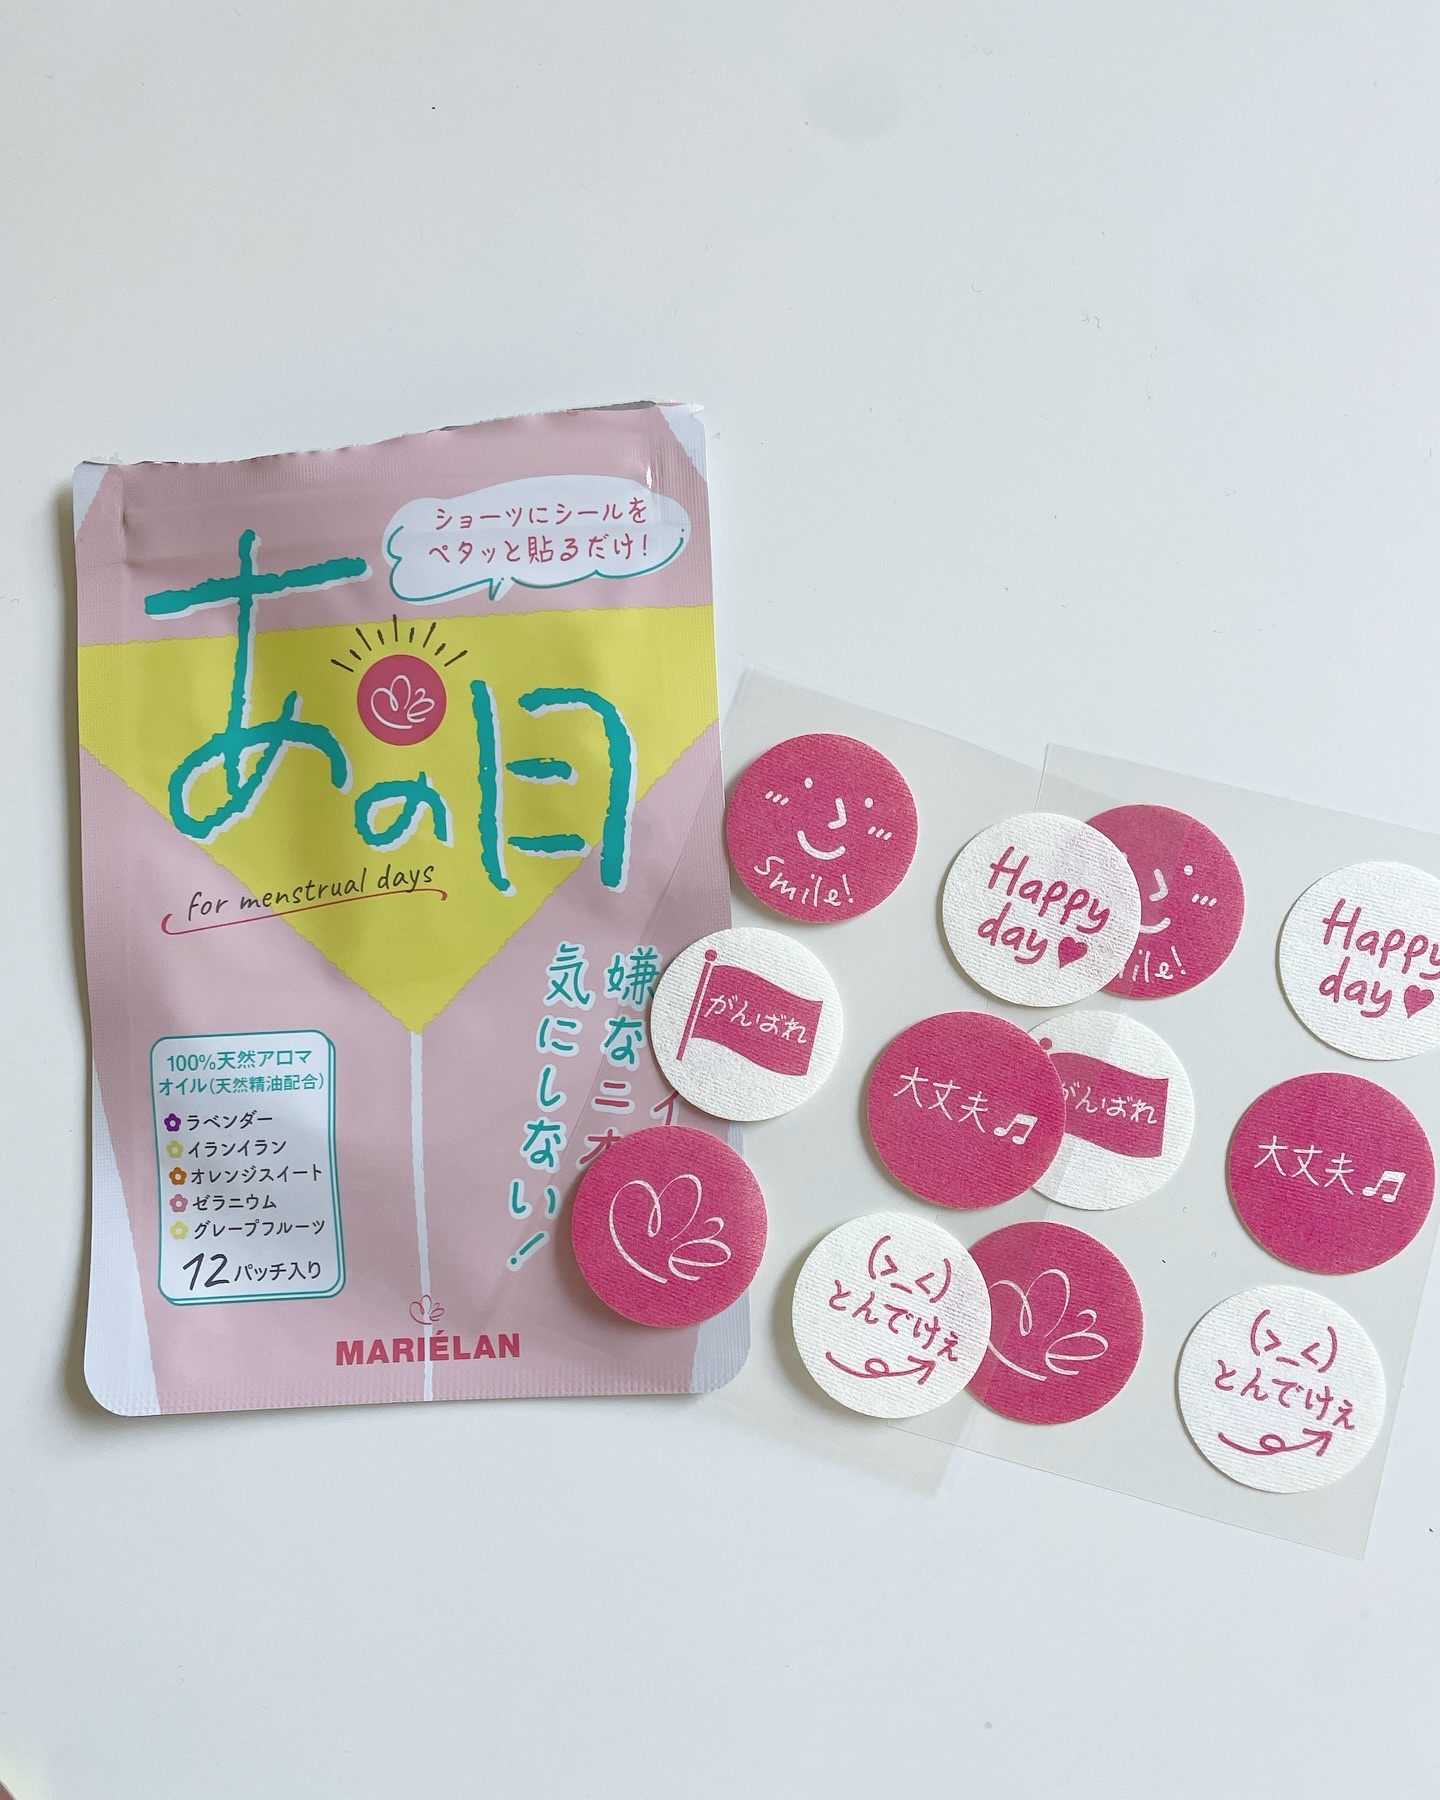 ショーツにシールを
ペタッと貼るだけ！
あの日
for menstrual days
嫌なニオ
イ
気にしない！
100%天然アロマ
オイル(天然精油配合)
ラベンダー
イランイラン
オレンジスイート
ゼラニウム
グレープフルーツ
12パッチ入り
MARIÉLAN
Smile!
Happy
day
がんばれ
大丈夫♫
(>_<)
とんでけぇ
ile!
Happy
day
がんばれ
大丈夫♫
(>_<)
とんでけぇ